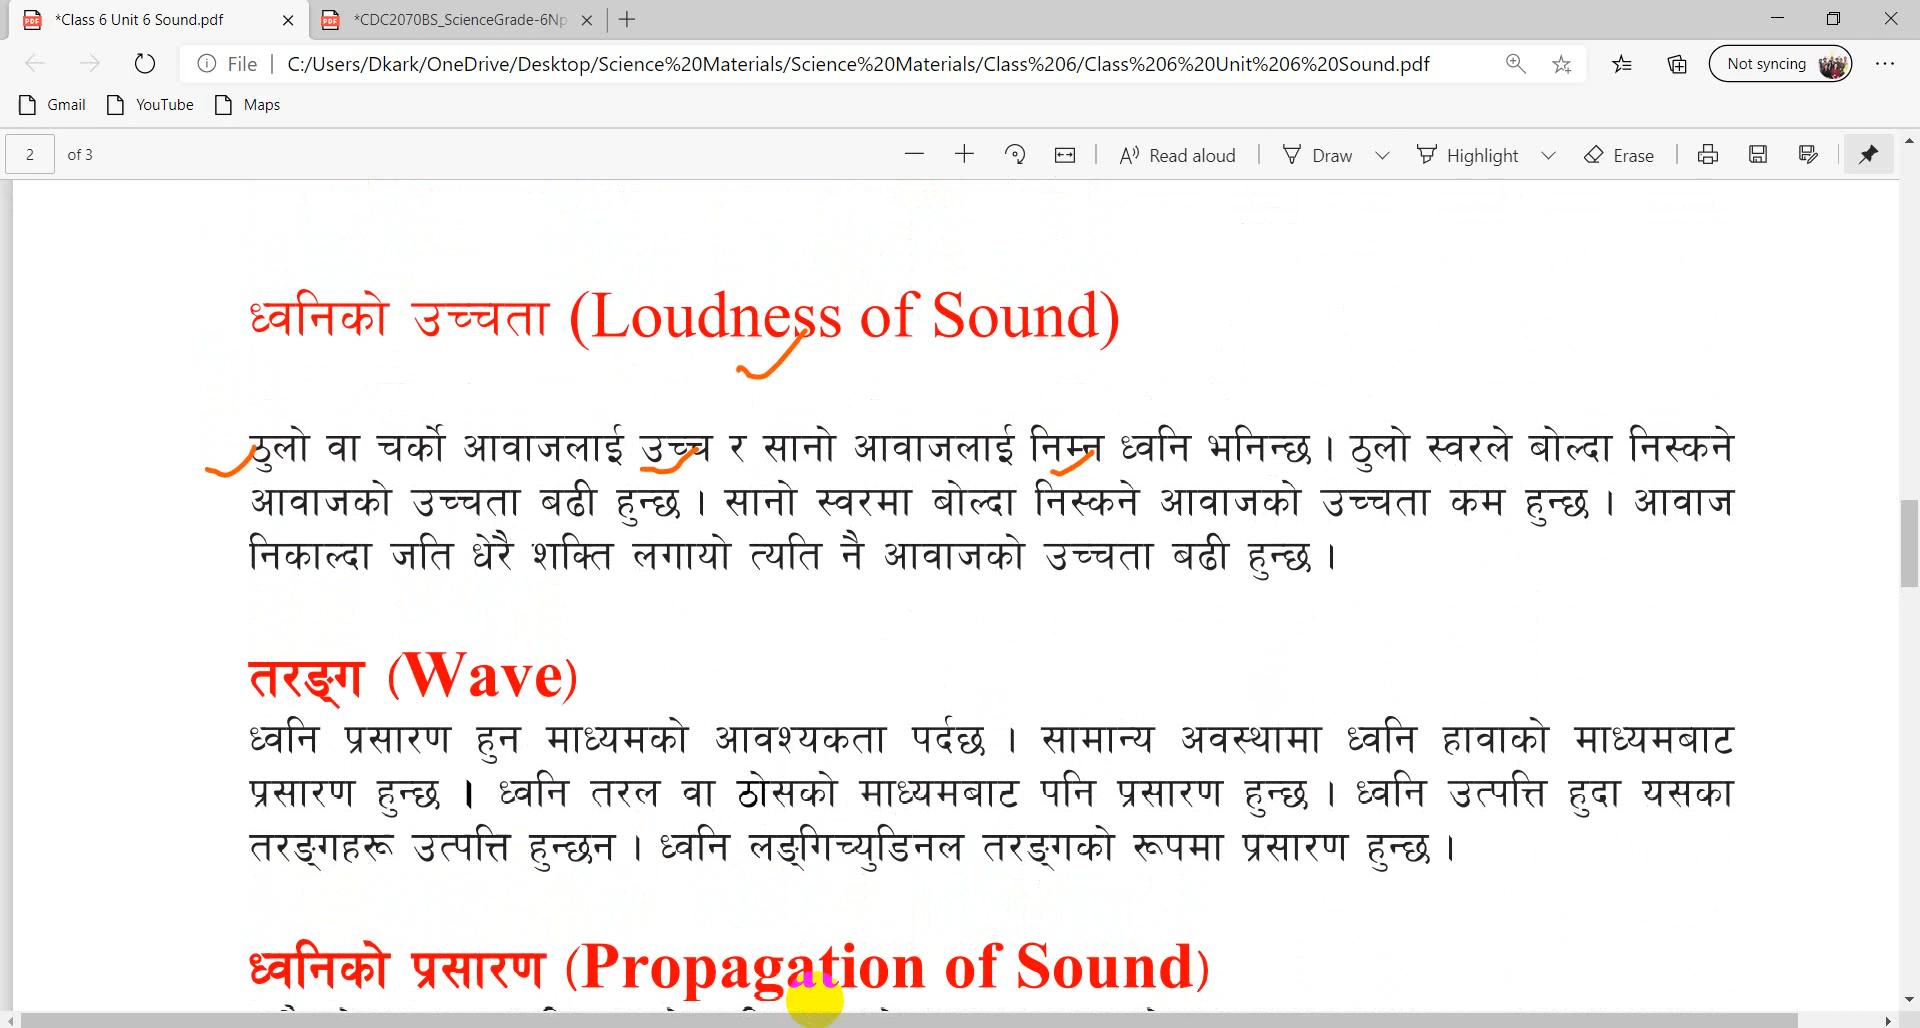 *Class 6 Unit 6 Sound.pdf
*CDC2070BS_ScienceGrade-6Np
File
C:/Users/Dkark/OneDrive/Desktop/Science%20Materials/Science%20Materials/Class%206/Class%206%20Unit%206%20Sound.pdf
Not syncing
Gmail YouTube Maps
2 of 3
Read aloud Draw Highlight Erase
ध्वनिको उच्चता (Loudness of Sound)
ठुलो वा चर्को आवाजलाई उच्च र सानो आवाजलाई निम्न ध्वनि भनिन्छ । ठुलो स्वरले बोल्दा निस्कने
आवाजको उच्चता बढी हुन्छ । सानो स्वरमा बोल्दा निस्कने आवाजको उच्चता कम हुन्छ । आवाज
निकाल्दा जति धेरै शक्ति लगायो त्यति नै आवाजको उच्चता बढी हुन्छ ।
तरङ्ग (Wave)
ध्वनि प्रसारण हुन माध्यमको आवश्यकता पर्दछ । सामान्य अवस्थामा ध्वनि हावाको माध्यमबाट
प्रसारण हुन्छ । ध्वनि तरल वा ठोसको माध्यमबाट पनि प्रसारण हुन्छ । ध्वनि उत्पत्ति हुदा यसका
तरङ्गहरू उत्पत्ति हुन्छन । ध्वनि लङ्गिच्युडिनल तरङ्गको रूपमा प्रसारण हुन्छ ।
ध्वनिको प्रसारण (Propagation of Sound)